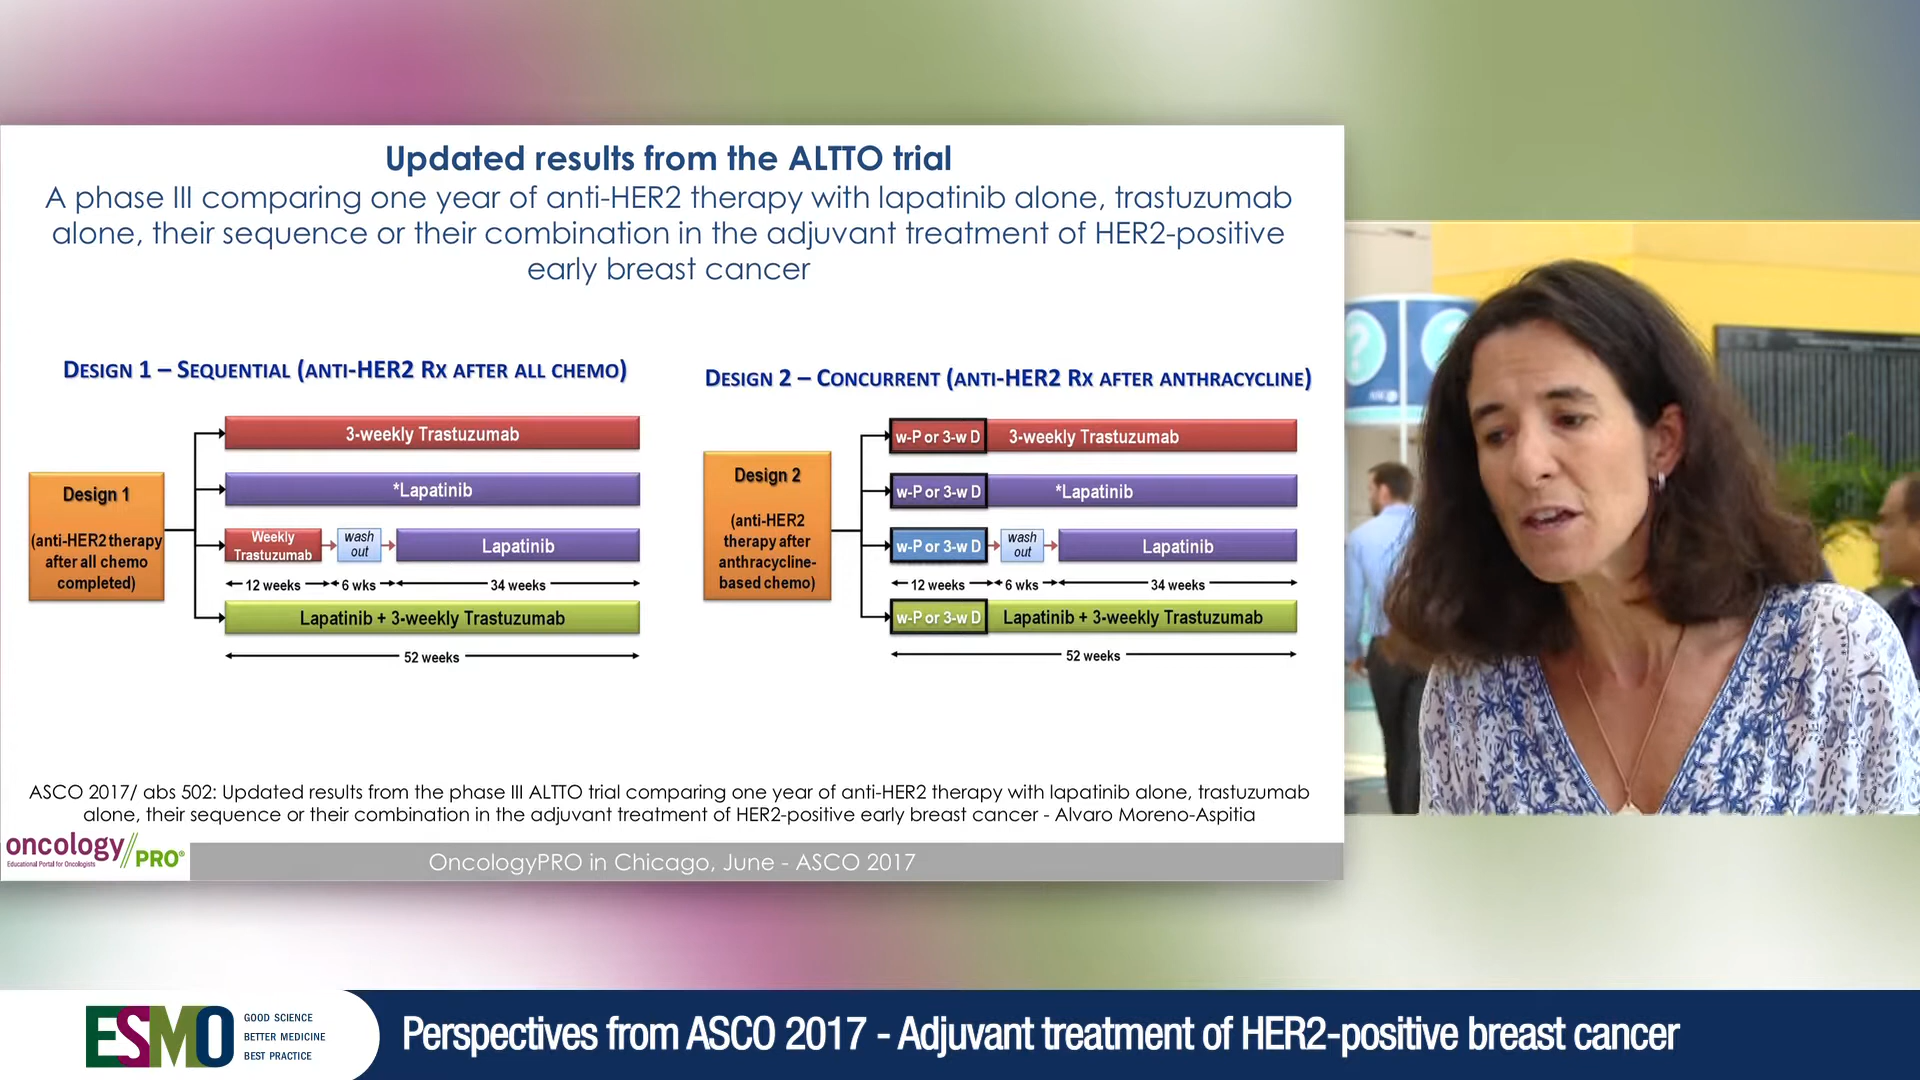 Updated results from the ALTTO trial
A phase III comparing one year of anti-HER2 therapy with lapatinib alone, trastuzumab
alone, their sequence or their combination in the adjuvant treatment of HER2-positive
early breast cancer
DESIGN 1 – SEQUENTIAL (ANTI-HER2 RX AFTER ALL CHEMO)
Design 1
(anti-HER2 therapy
after all chemo
completed)
3-weekly Trastuzumab
*Lapatinib
Weekly
Trastuzumab
wash
out
Lapatinib
12 weeks
6 wks
34 weeks
Lapatinib + 3-weekly Trastuzumab
52 weeks
DESIGN 2 – CONCURRENT (ANTI-HER2 RX AFTER ANTHRACYCLINE)
Design 2
(anti-HER2
therapy after
anthracycline-
based chemo)
w-P or 3-w D
3-weekly Trastuzumab
w-P or 3-w D
*Lapatinib
w-P or 3-w D
wash
out
Lapatinib
12 weeks
6 wks
34 weeks
w-P or 3-w D
Lapatinib + 3-weekly Trastuzumab
52 weeks
ASCO 2017/ abs 502: Updated results from the phase III ALTTO trial comparing one year of anti-HER2 therapy with lapatinib alone, trastuzumab
alone, their sequence or their combination in the adjuvant treatment of HER2-positive early breast cancer - Alvaro Moreno-Aspitia
oncology//PRO®
Educational Portal for Oncologists
OncologyPRO in Chicago, June - ASCO 2017
ESMO
GOOD SCIENCE
BETTER MEDICINE
BEST PRACTICE
Perspectives from ASCO 2017 - Adjuvant treatment of HER2-positive breast cancer